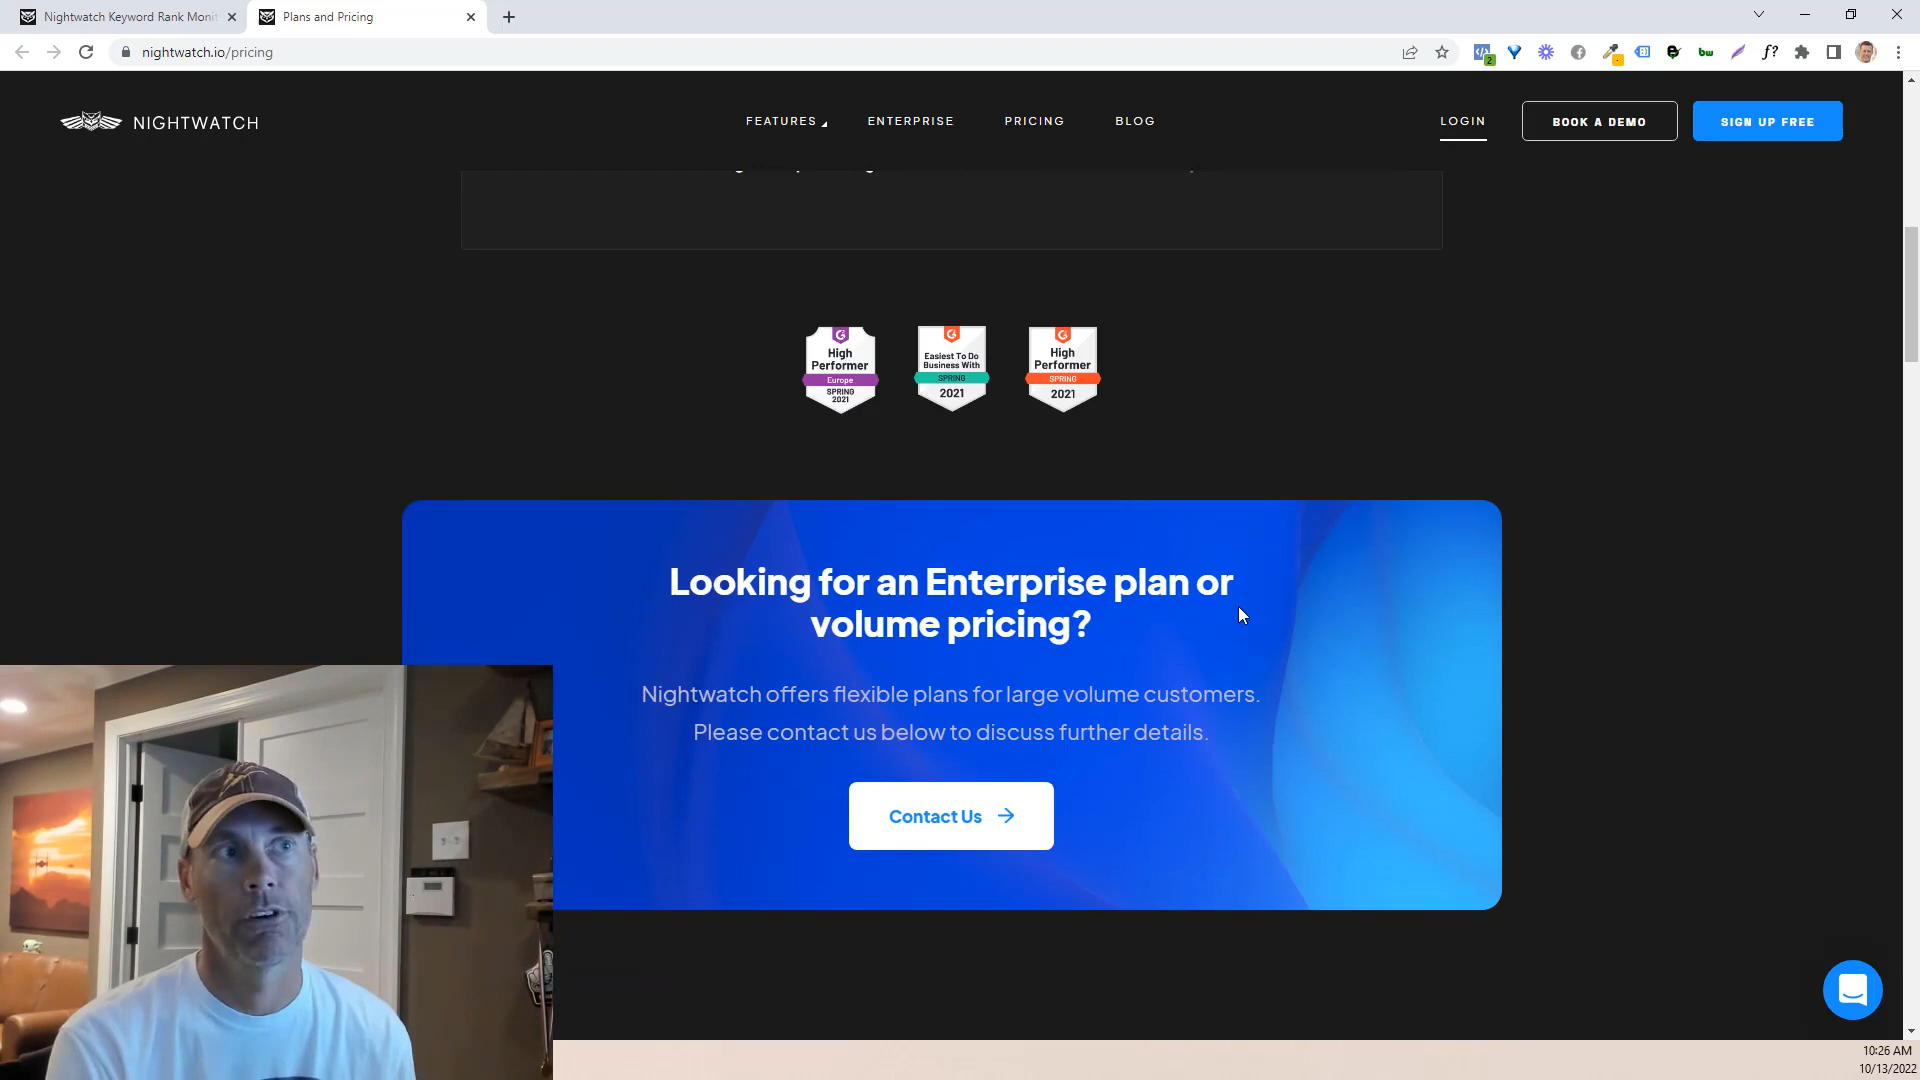 Nightwatch Keyword Rank Moni
Plans and Pricing
nightwatch.io/pricing
2
bw
f?
NIGHTWATCH
FEATURES
ENTERPRISE
PRICING
BLOG
LOGIN
BOOK A DEMO
SIGN UP FREE
High
Performer
Europe
SPRING
2021
Easiest To Do
Business With
SPRING
2021
High
Performer
SPRING
2021
Looking for an Enterprise plan or
volume pricing?
Nightwatch offers flexible plans for large volume customers.
Please contact us below to discuss further details.
Contact Us
10:26 AM
10/13/2022